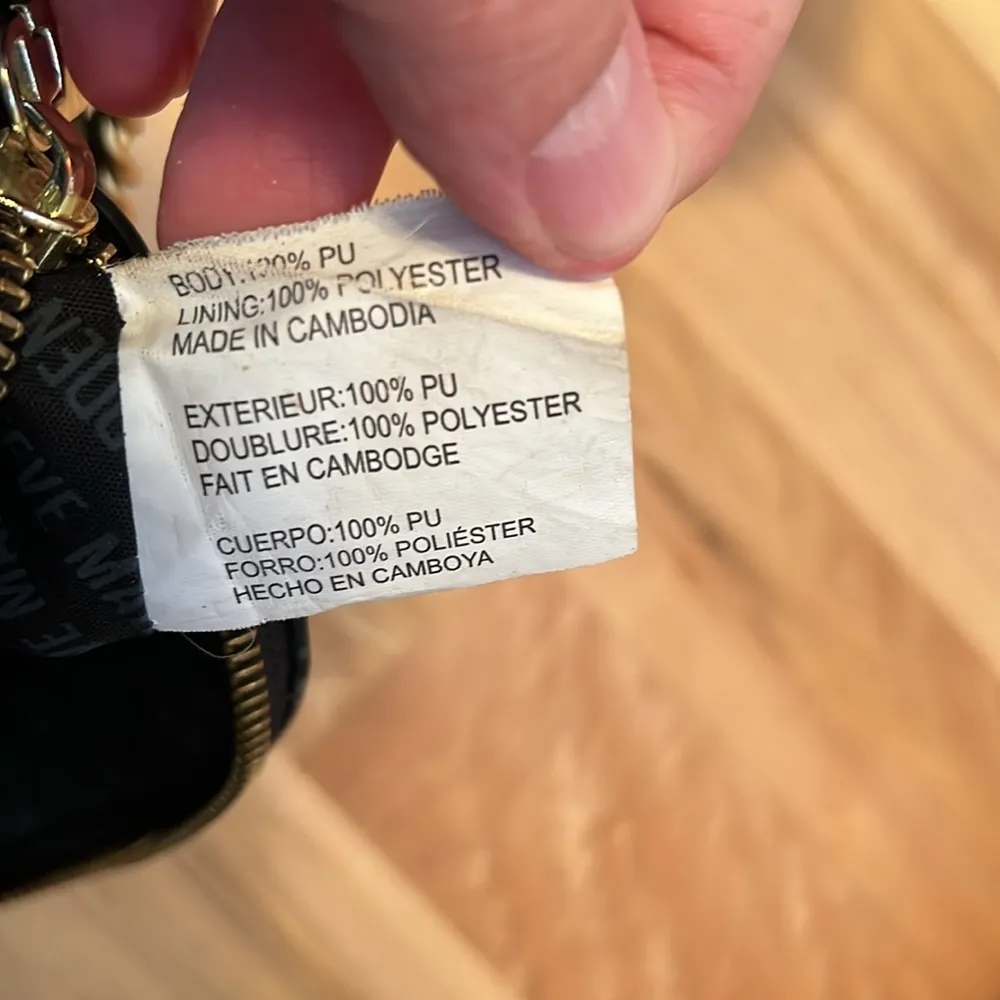 BODY:100% PU
LINING:100% POLYESTER
MADE IN CAMBODIA
EXTERIEUR:100% PU
DOUBLURE:100% POLYESTER
FAIT EN CAMBODGE
CUERPO:100% PU
FORRO:100% POLIÉSTER
HECHO EN CAMBOYA